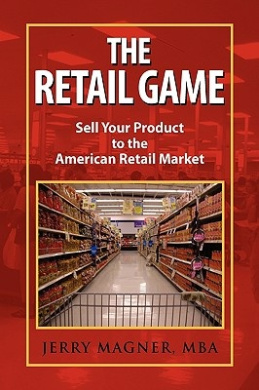 THE
RETAIL GAME
Sell Your Product
to the
American Retail Market
JERRY MAGNER, MBA